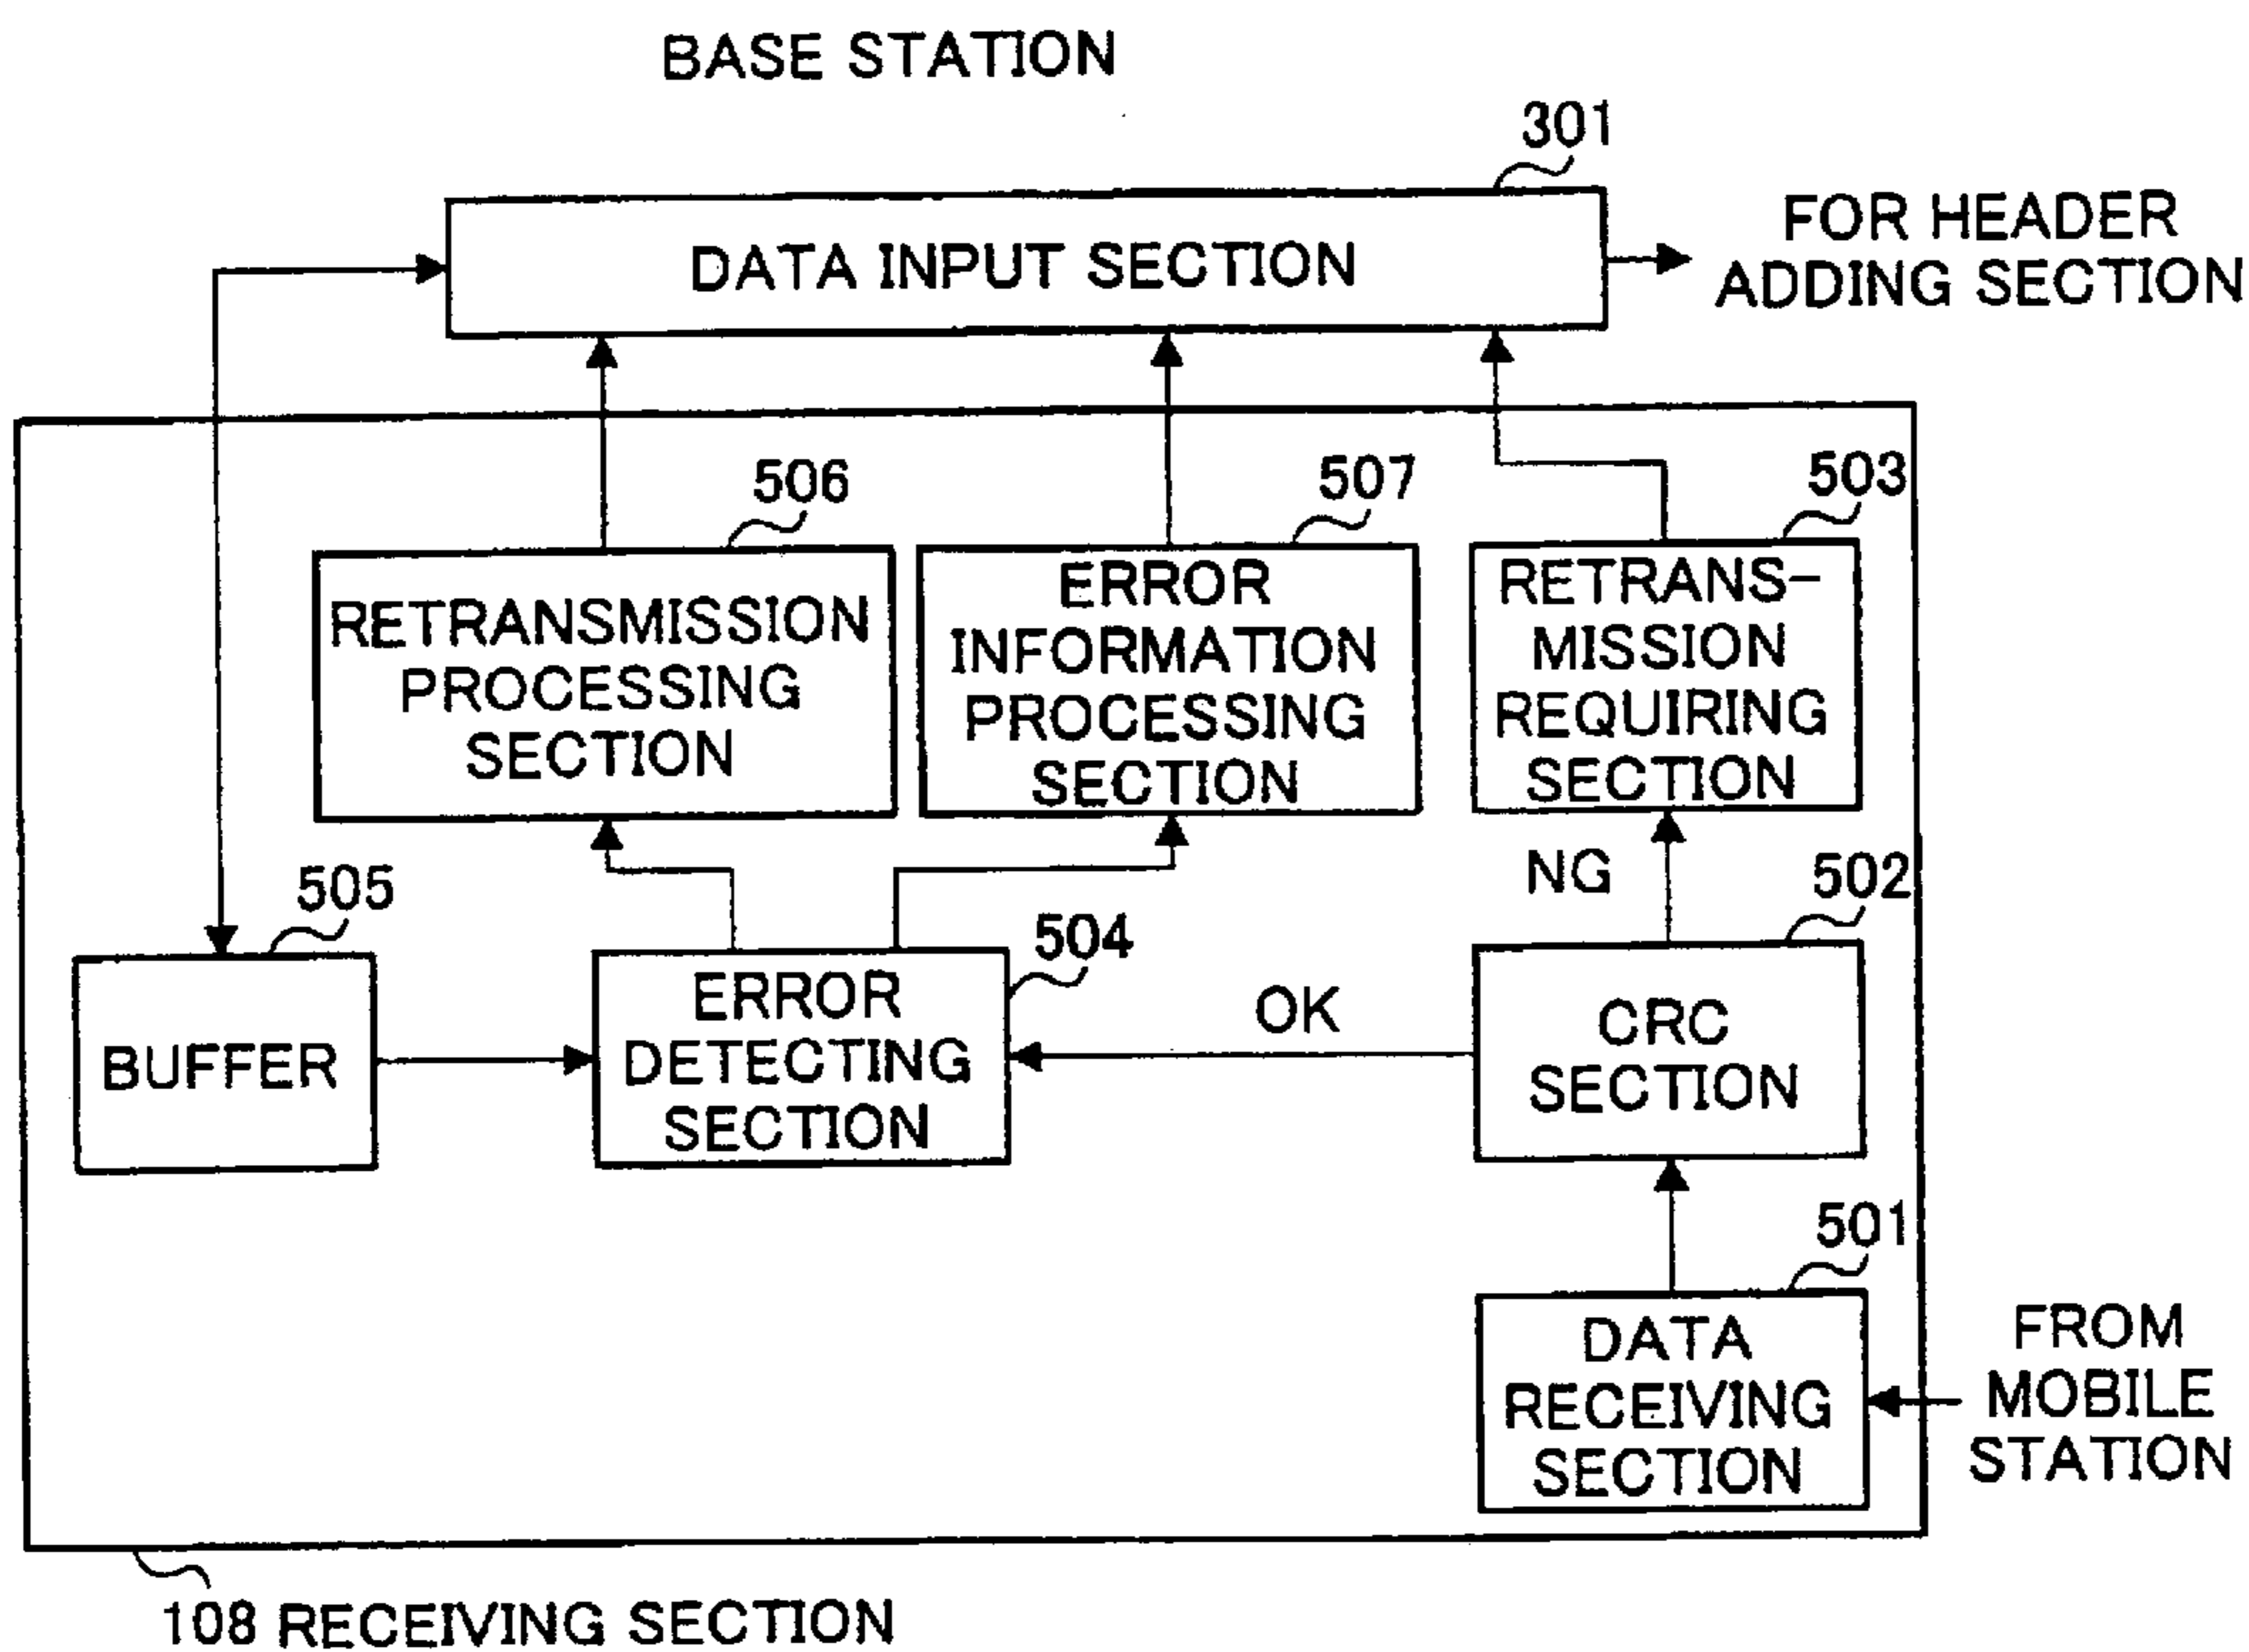 BASE STATION
301
DATA INPUT SECTION
FOR HEADER
ADDING SECTION
506
507
503
RETRANSMISSION
PROCESSING
SECTION
ERROR
INFORMATION
PROCESSING
SECTION
RETRANS-
MISSION
REQUIRING
SECTION
NG
505
504
502
BUFFER
ERROR
DETECTING
SECTION
OK
CRC
SECTION
501
DATA
RECEIVING
SECTION
FROM
MOBILE
STATION
108 RECEIVING SECTION